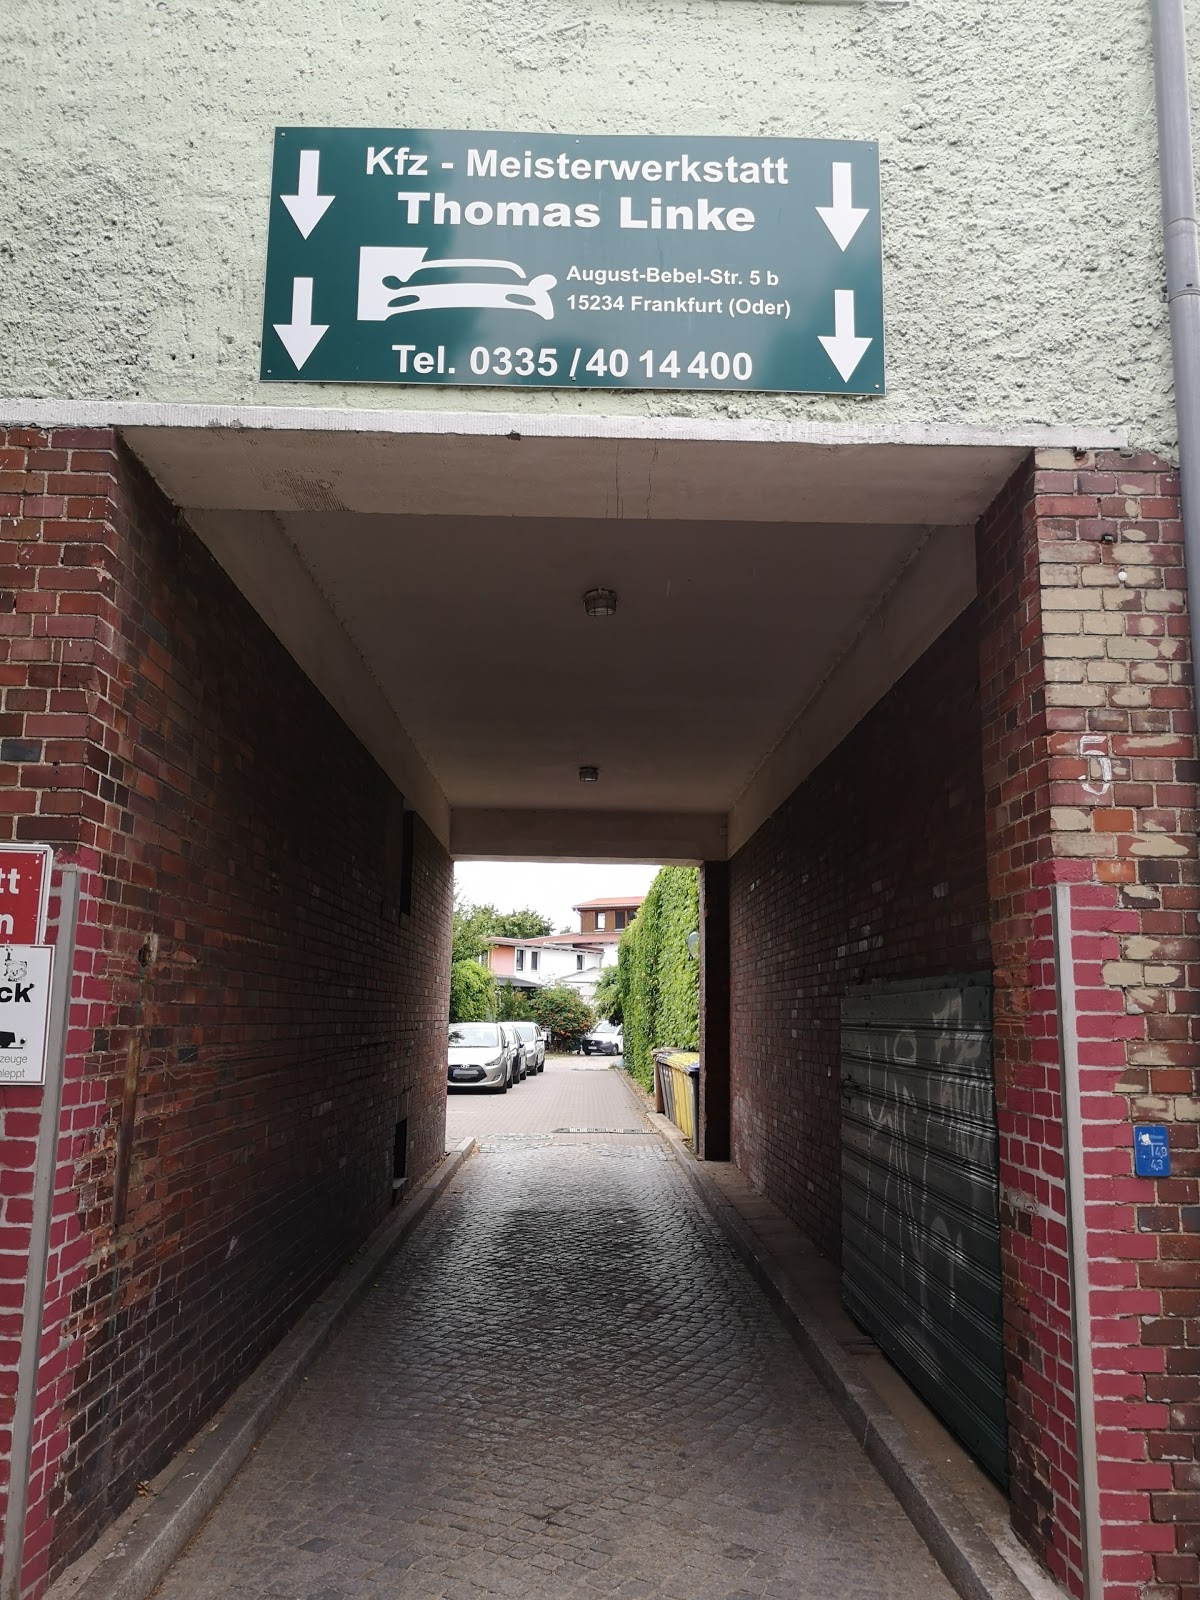 Kfz - Meisterwerkstatt
Thomas Linke
August-Bebel-Str. 5 b
15234 Frankfurt (Oder)
Tel. 0335 / 40 14 400
5